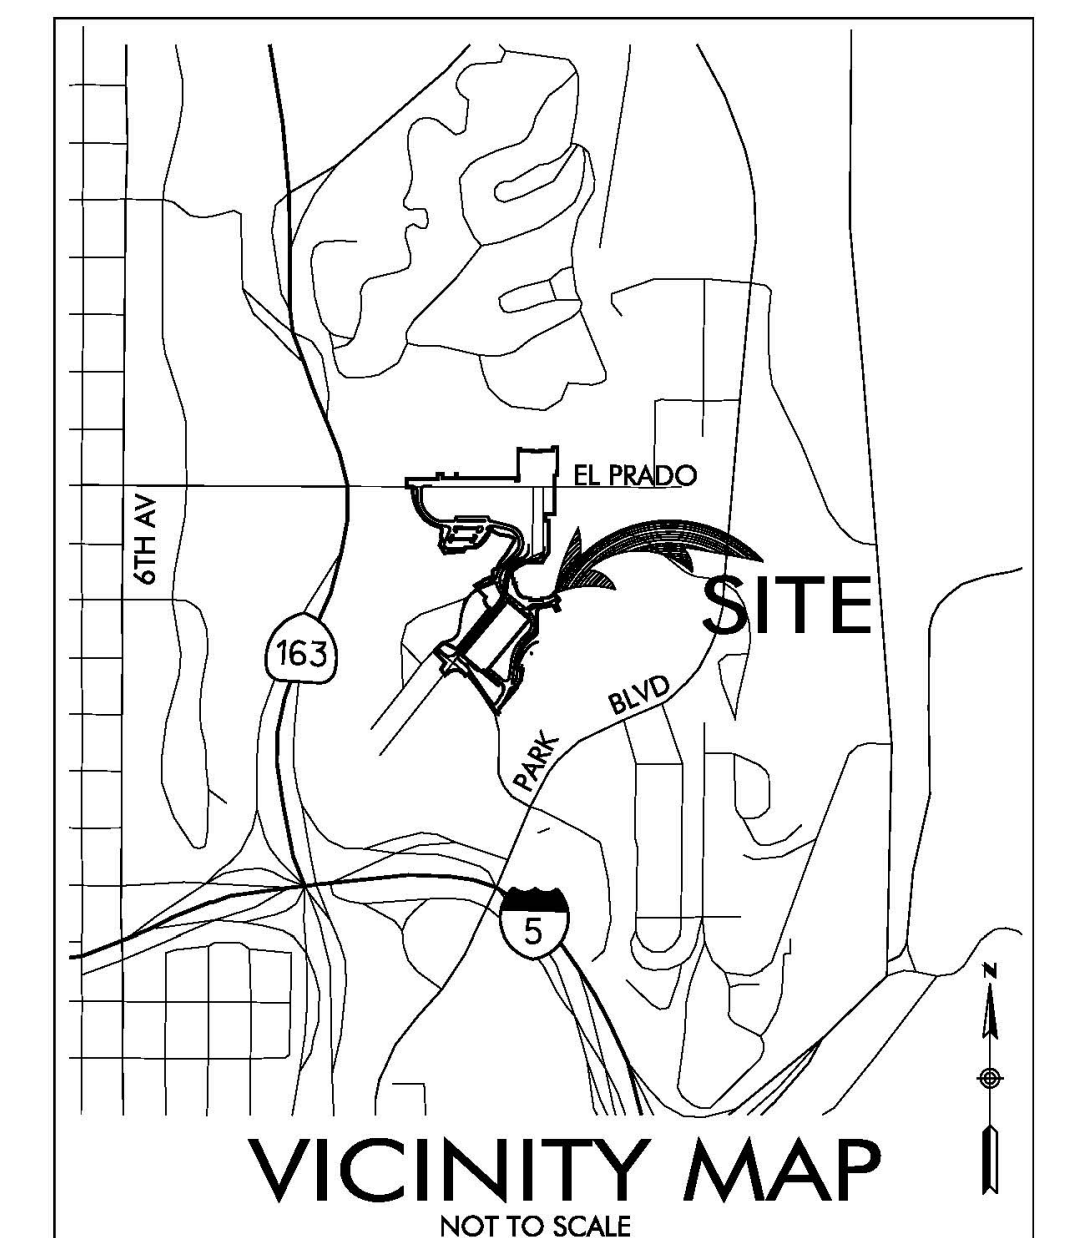 EL PRADO
6TH AV
SITE
163
BLVD
PARK
5
N
VICINITY MAP
NOT TO SCALE